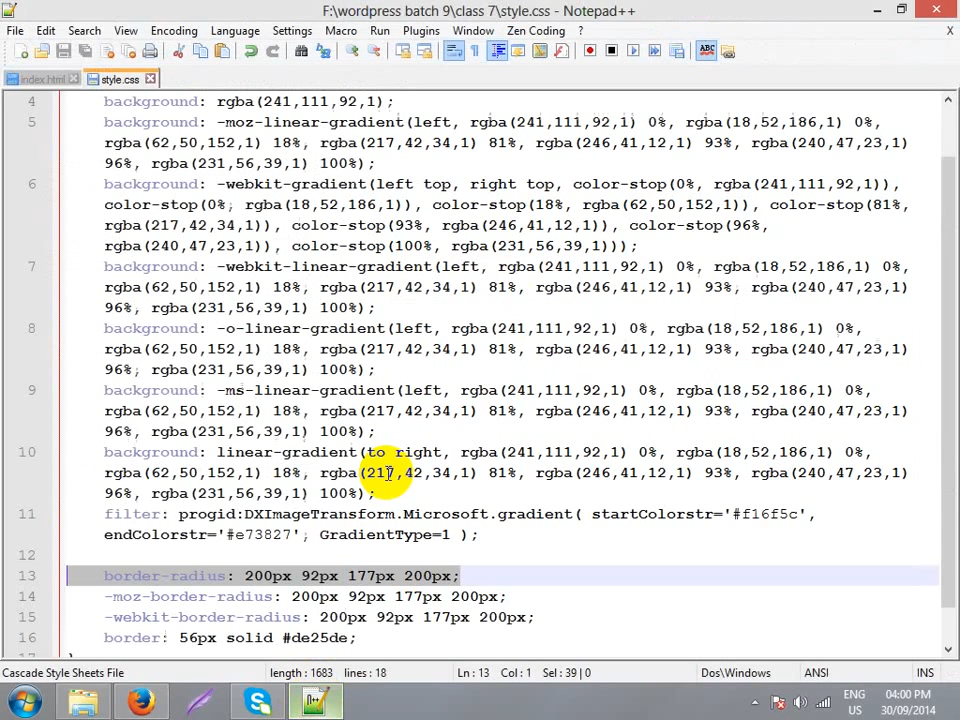 F:\wordpress batch 9\class 7\style.css - Notepad++
File Edit Search View Encoding Language Settings Macro Run Plugins Window Zen Coding ? X
index.html style.css
4 background: rgba(241,111,92,1);
5 background: -moz-linear-gradient(left, rgba(241,111,92,1) 0%, rgba(18,52,186,1) 0%,
rgba(62,50,152,1) 18%, rgba(217,42,34,1) 81%, rgba(246,41,12,1) 93%, rgba(240,47,23,1)
96%, rgba(231,56,39,1) 100%);
6 background: -webkit-gradient(left top, right top, color-stop(0%, rgba(241,111,92,1)),
color-stop(0%, rgba(18,52,186,1)), color-stop(18%, rgba(62,50,152,1)), color-stop(81%,
rgba(217,42,34,1)), color-stop(93%, rgba(246,41,12,1)), color-stop(96%,
rgba(240,47,23,1)), color-stop(100%, rgba(231,56,39,1)));
7 background: -webkit-linear-gradient(left, rgba(241,111,92,1) 0%, rgba(18,52,186,1) 0%,
rgba(62,50,152,1) 18%, rgba(217,42,34,1) 81%, rgba(246,41,12,1) 93%, rgba(240,47,23,1)
96%, rgba(231,56,39,1) 100%);
8 background: -o-linear-gradient(left, rgba(241,111,92,1) 0%, rgba(18,52,186,1) 0%,
rgba(62,50,152,1) 18%, rgba(217,42,34,1) 81%, rgba(246,41,12,1) 93%, rgba(240,47,23,1)
96%, rgba(231,56,39,1) 100%);
9 background: -ms-linear-gradient(left, rgba(241,111,92,1) 0%, rgba(18,52,186,1) 0%,
rgba(62,50,152,1) 18%, rgba(217,42,34,1) 81%, rgba(246,41,12,1) 93%, rgba(240,47,23,1)
96%, rgba(231,56,39,1) 100%);
10 background: linear-gradient(to right, rgba(241,111,92,1) 0%, rgba(18,52,186,1) 0%,
rgba(62,50,152,1) 18%, rgba(217,42,34,1) 81%, rgba(246,41,12,1) 93%, rgba(240,47,23,1)
96%, rgba(231,56,39,1) 100%);
11 filter: progid:DXImageTransform.Microsoft.gradient( startColorstr='#f16f5c',
endColorstr='#e73827', GradientType=1 );
12
13 border-radius: 200px 92px 177px 200px;
14 -moz-border-radius: 200px 92px 177px 200px;
15 -webkit-border-radius: 200px 92px 177px 200px;
16 border: 56px solid #de25de;
Cascade Style Sheets File length : 1683 lines : 18 Ln : 13 Col : 1 Sel : 39 | 0 Dos\Windows ANSI INS
ENG 04:00 PM
US 30/09/2014